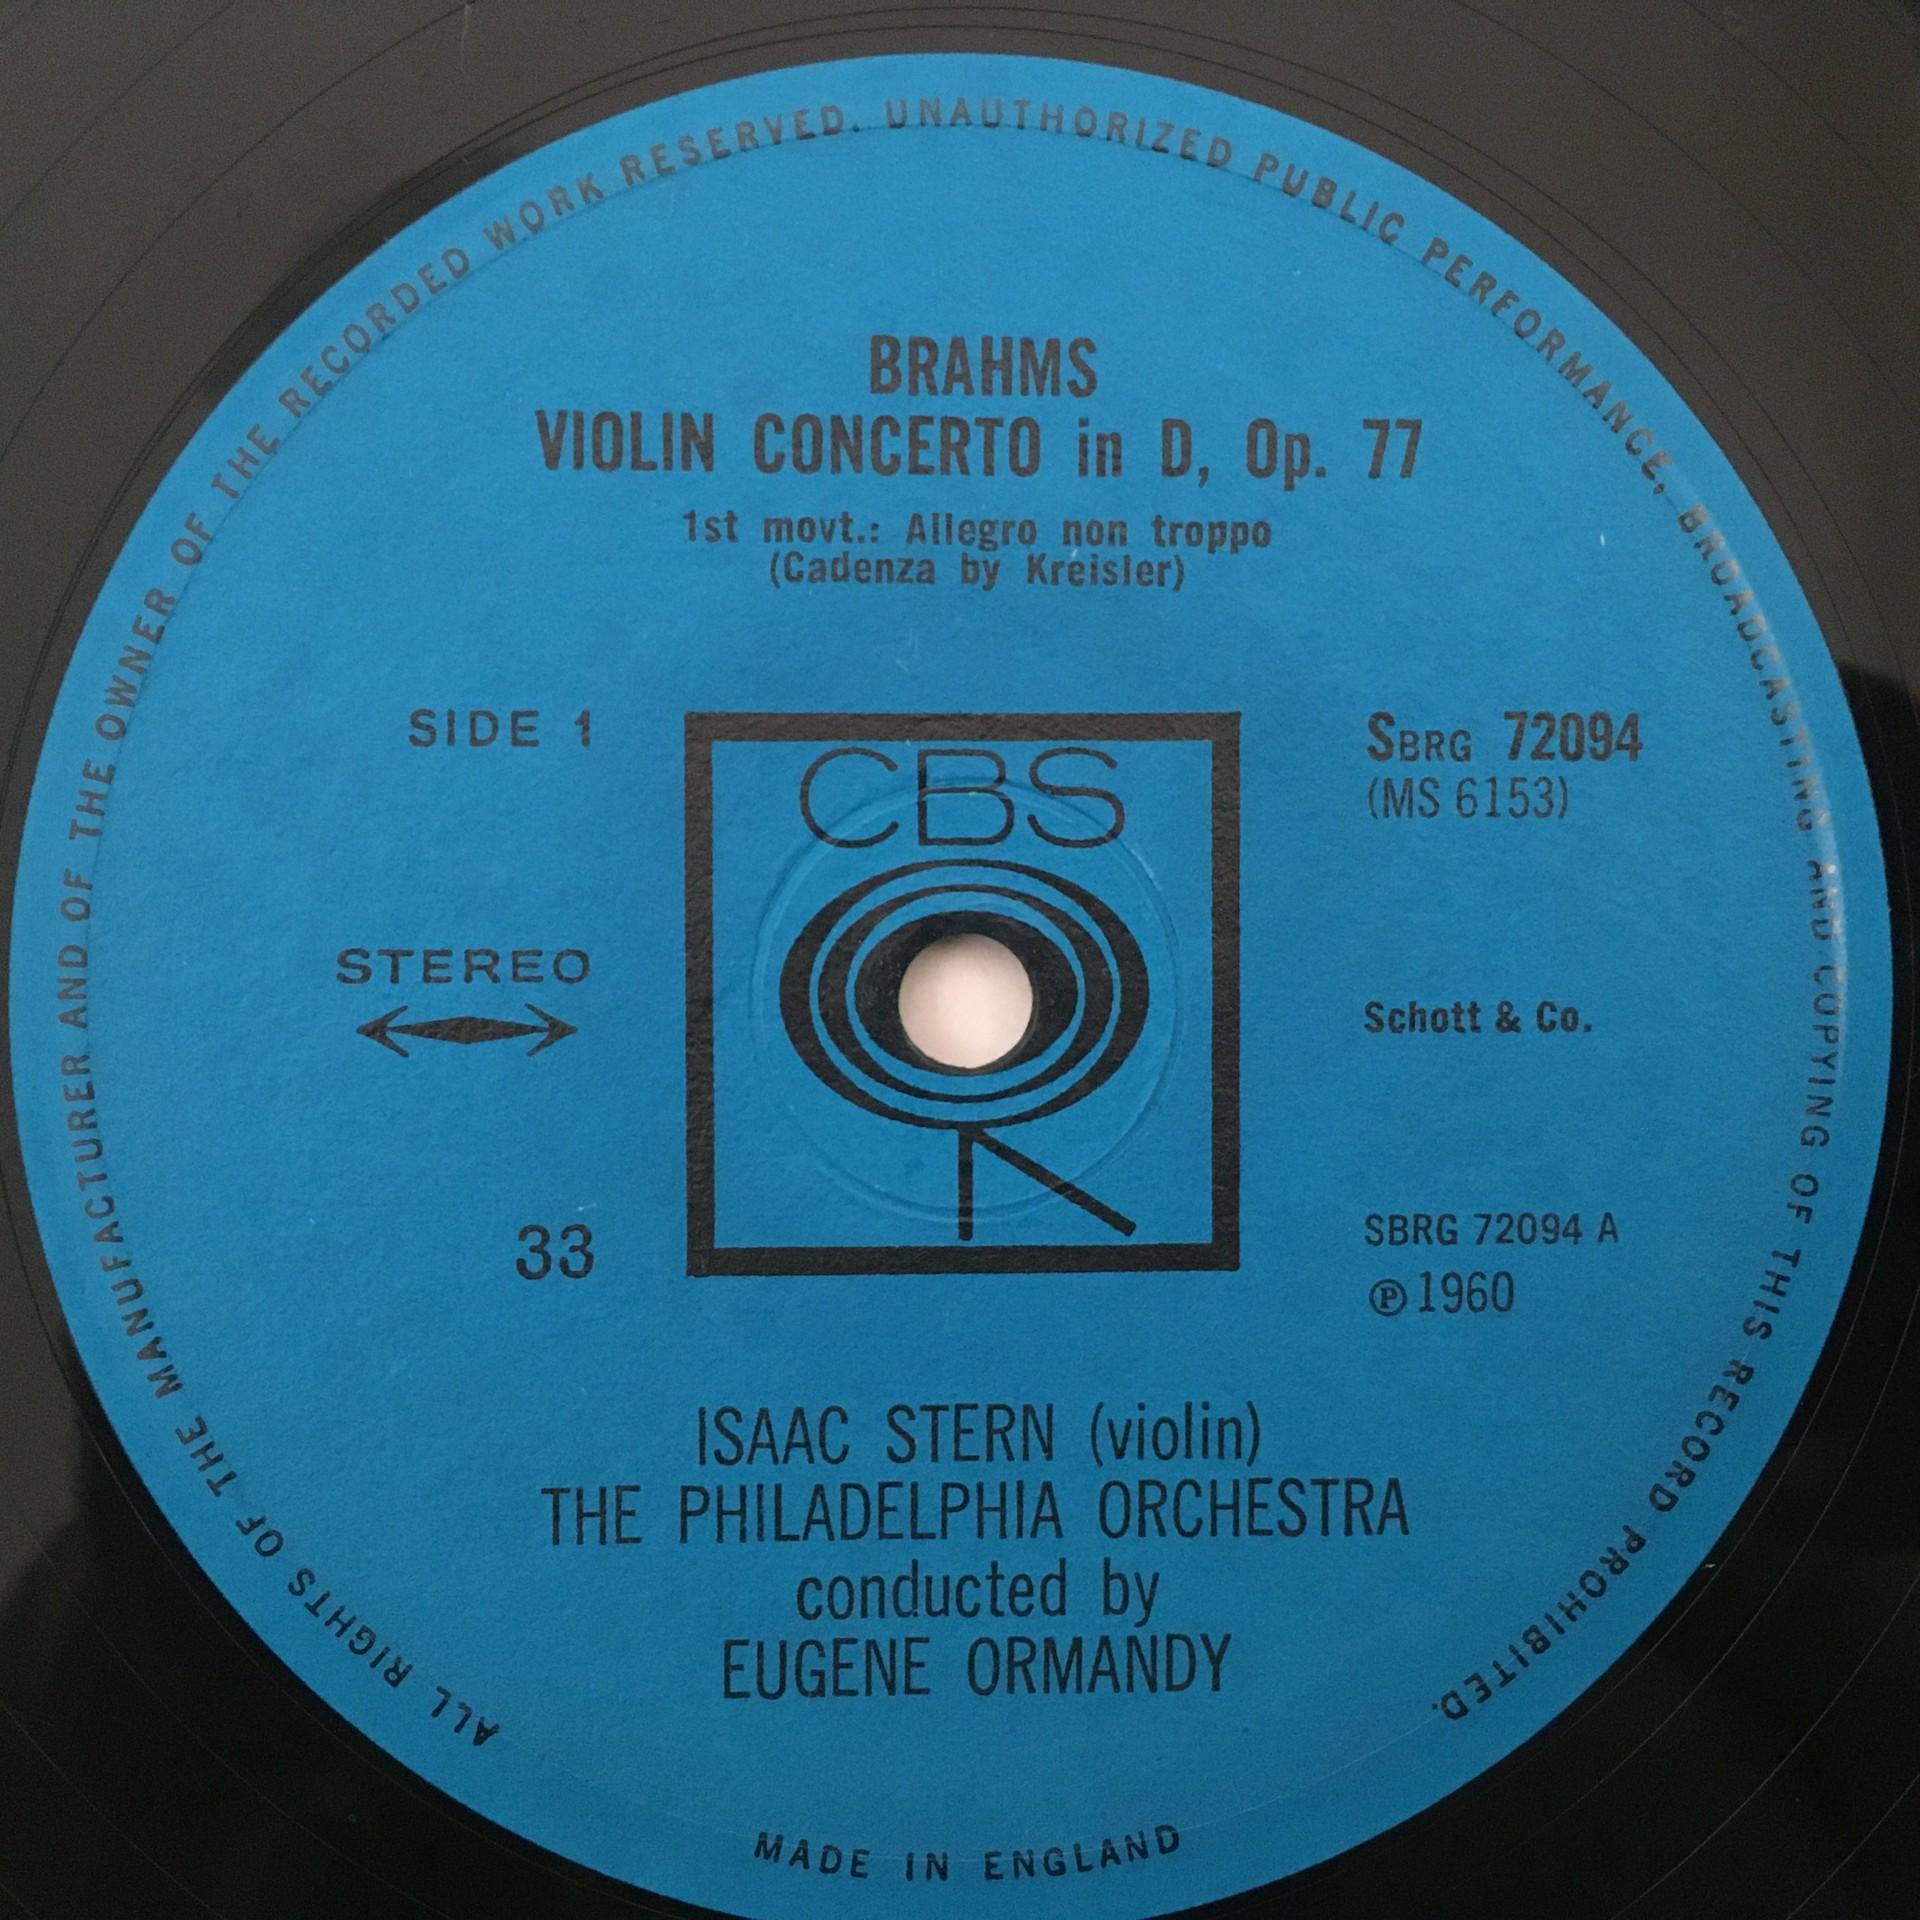 ALL RIGHTS OF THE MANUFACTURER AND OF THE OWNER OF THE RECORDED WORK RESERVED. UNAUTHORIZED PUBLIC PERFORMANCE, BROADCASTING AND COPYING OF THIS RECORD PROHIBITED.
BRAHMS
VIOLIN CONCERTO in D, Op. 77
1st movt.: Allegro non troppo
(Cadenza by Kreisler)
SIDE 1
STEREO
33
CBS
SBRG 72094
(MS 6153)
Schott & Co.
SBRG 72094 A
℗ 1960
ISAAC STERN (violin)
THE PHILADELPHIA ORCHESTRA
conducted by
EUGENE ORMANDY
MADE IN ENGLAND